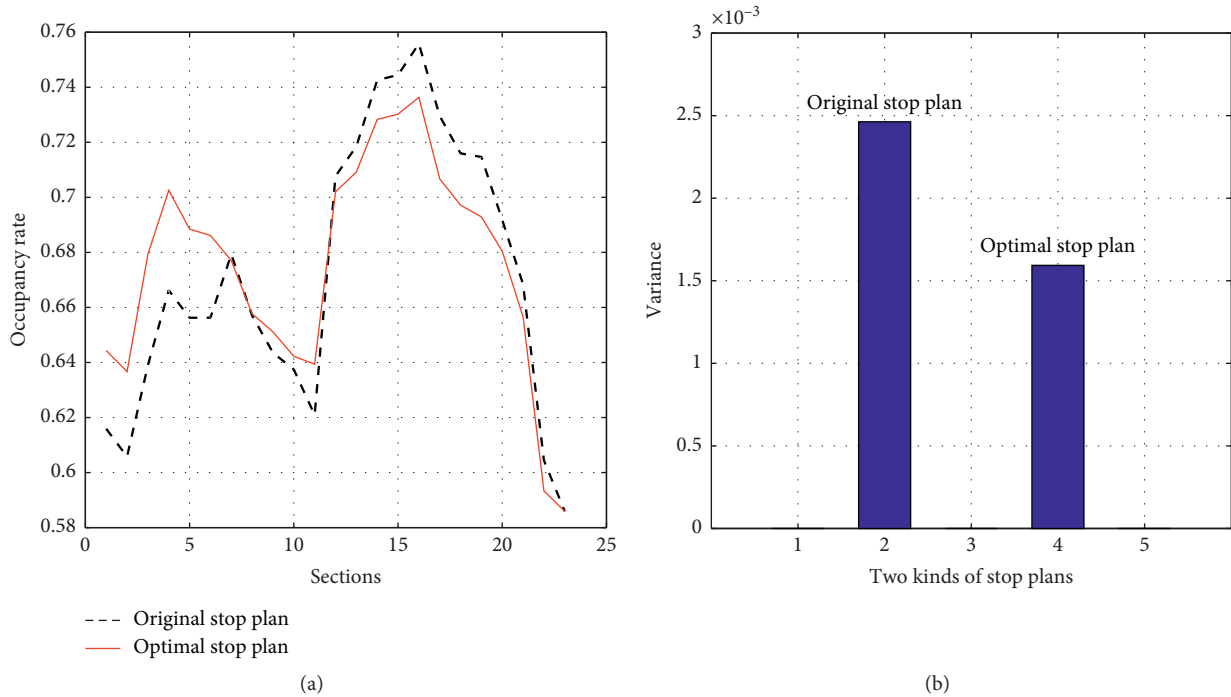 0.76
0.74
0.72
0.7
0.68
0.66
0.64
0.62
0.6
0.58
Occupancy rate
0 5 10 15 20 25
Sections
Original stop plan
Optimal stop plan
(a)
×10−3
3
2.5
2
1.5
1
0.5
0
Variance
Original stop plan
Optimal stop plan
1 2 3 4 5
Two kinds of stop plans
(b)